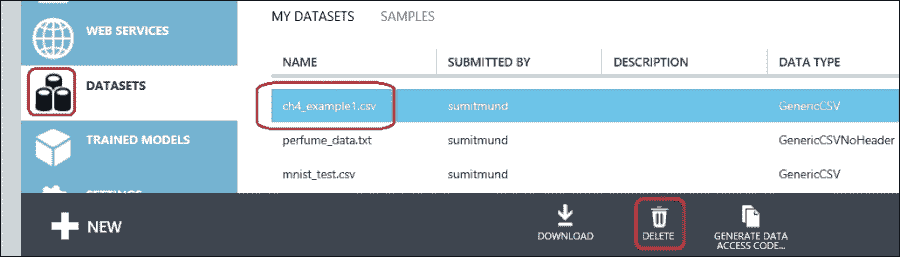 WEB SERVICES
DATASETS
TRAINED MODELS
SETTINGS
NEW
MY DATASETS SAMPLES
NAME SUBMITTED BY DESCRIPTION DATA TYPE
ch4_example1.csv sumitmund GenericCSV
perfume_data.txt sumitmund GenericCSVNoHeader
mnist_test.csv sumitmund GenericCSV
DOWNLOAD
DELETE
GENERATE DATA
ACCESS CODE...